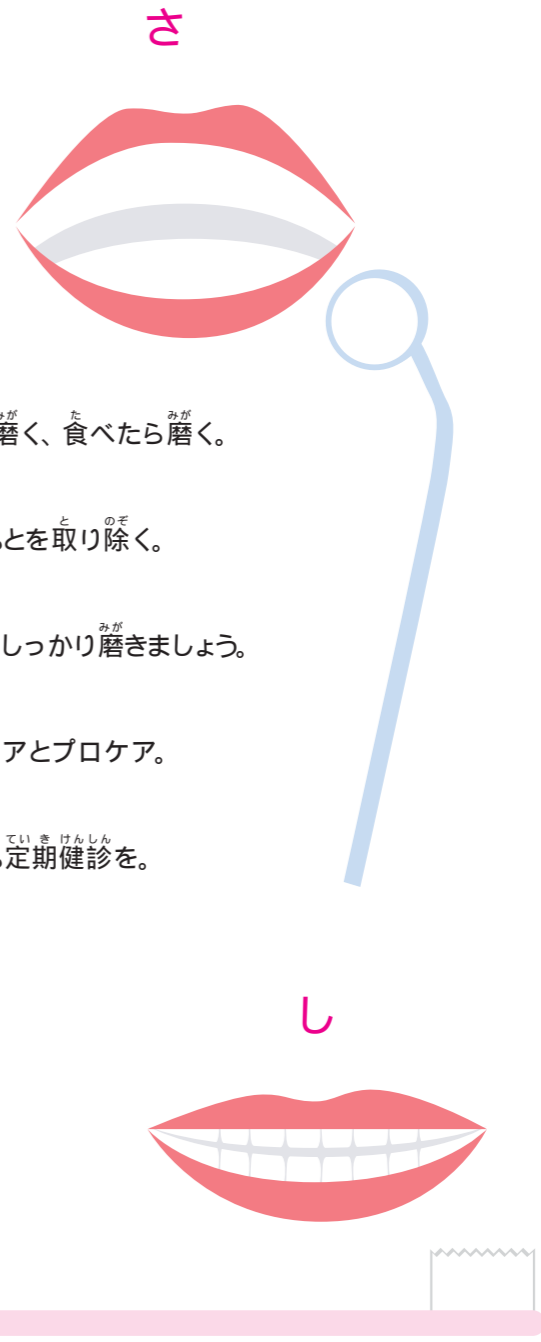 さ
磨く、食べたら磨く。
とを取り除く。
しっかり磨きましょう。
アとプロケア。
定期健診を。
し